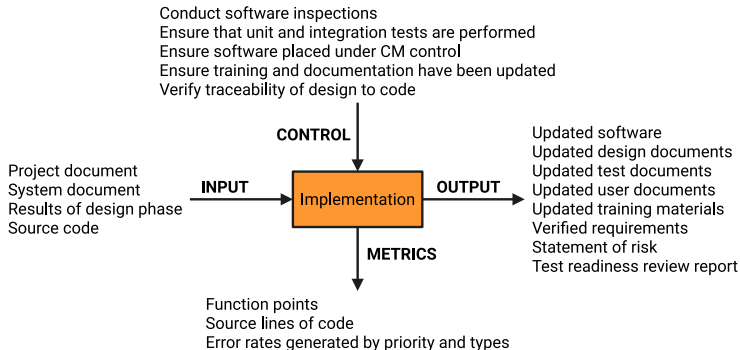 Conduct software inspections
Ensure that unit and integration tests are performed
Ensure software placed under CM control
Ensure training and documentation have been updated
Verify traceability of design to code
CONTROL
Project document
System document
Results of design phase
Source code
INPUT
Implementation
OUTPUT
Updated software
Updated design documents
Updated test documents
Updated user documents
Updated training materials
Verified requirements
Statement of risk
Test readiness review report
METRICS
Function points
Source lines of code
Error rates generated by priority and types